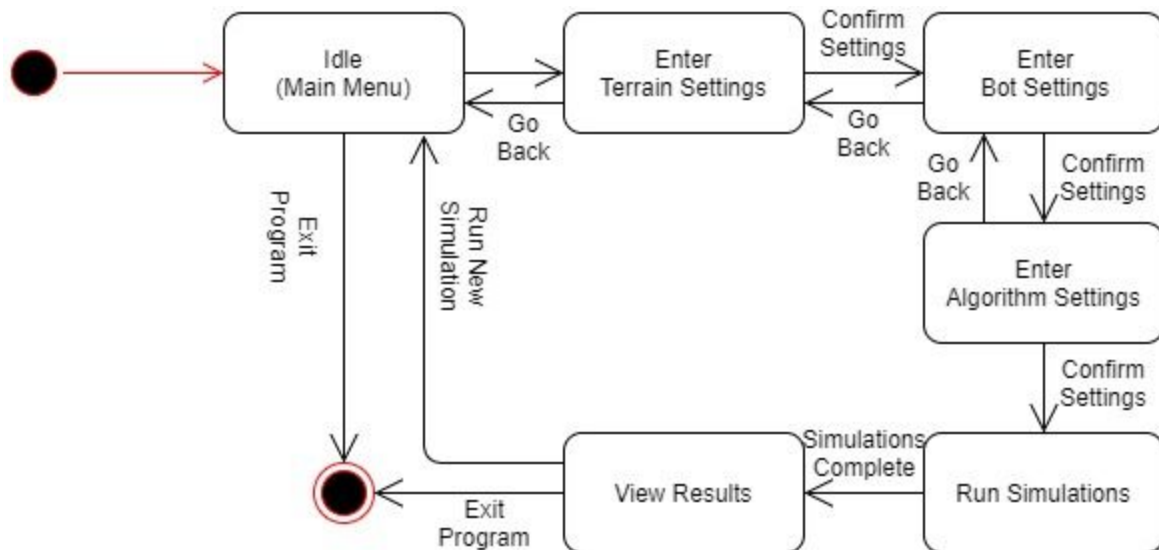 Idle
(Main Menu)
Enter
Terrain Settings
Confirm
Settings
Enter
Bot Settings
Go
Back
Go
Back
Go
Back
Confirm
Settings
Exit
Program
Run New
Simulation
Enter
Algorithm Settings
Confirm
Settings
Simulations
Complete
View Results
Run Simulations
Exit
Program